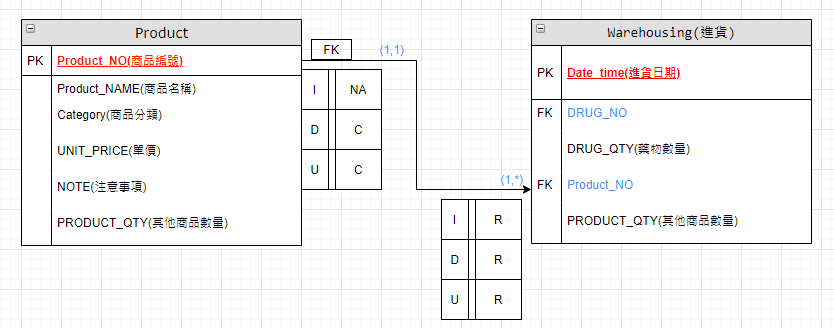 Product
PK Product_NO(商品編號)
Product_NAME(商品名稱)
Category(商品分類)
UNIT_PRICE(單價)
NOTE(注意事項)
PRODUCT_QTY(其他商品數量)
FK
(1,1)
I NA
D C
U C
(1,*)
I R
D R
U R
Warehousing(進貨)
PK Date_time(進貨日期)
FK DRUG_NO
DRUG_QTY(藥物數量)
FK Product_NO
PRODUCT_QTY(其他商品數量)